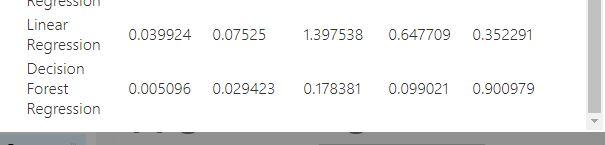 Regression
Linear
Regression 0.039924 0.07525 1.397538 0.647709 0.352291
Decision
Forest 0.005096 0.029423 0.178381 0.099021 0.900979
Regression